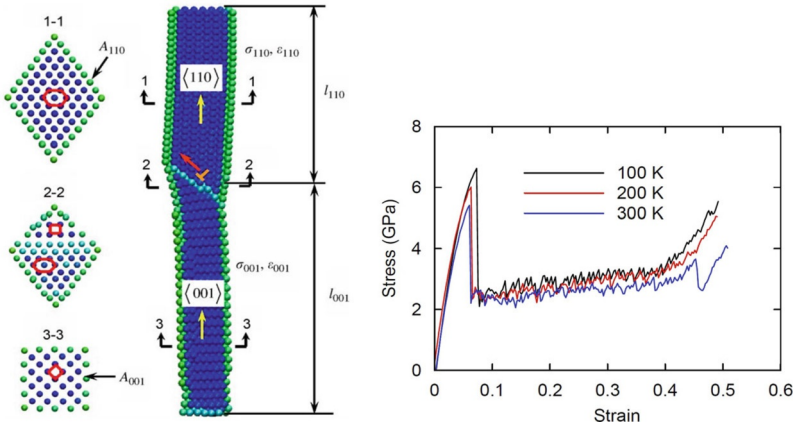 1-1
A110
2-2
3-3
A001
σ110, ε110
⟨110⟩
1
1
l110
2
2
σ001, ε001
⟨001⟩
l001
3
3
8
6
4
2
0
Stress (GPa)
100 K
200 K
300 K
0
0.1
0.2
0.3
0.4
0.5
0.6
Strain